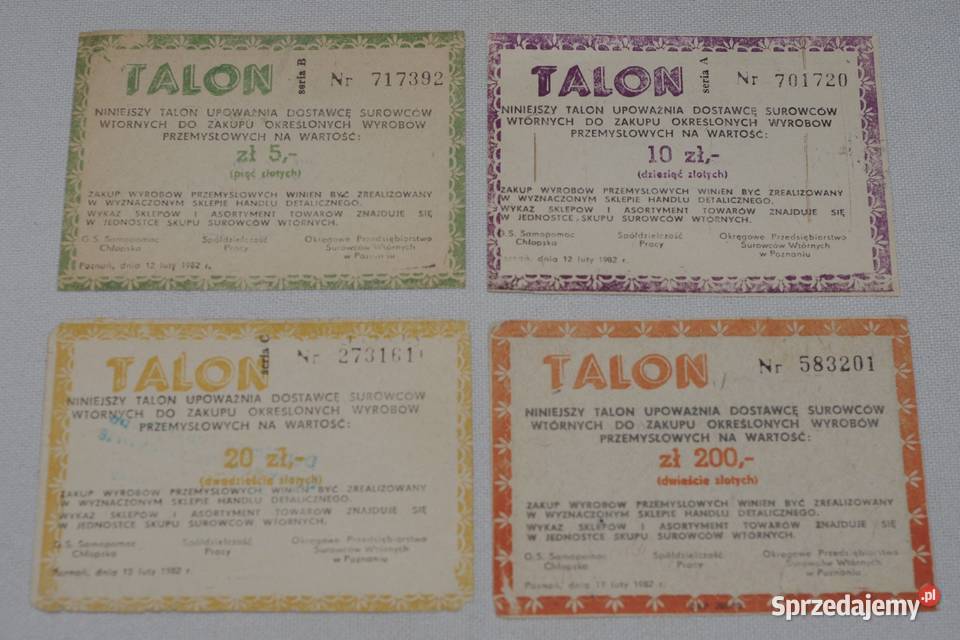 TALON
seria B
Nr 717392
NINIEJSZY TALON UPOWAŻNIA DOSTAWCĘ SUROWCÓW
WTÓRNYCH DO ZAKUPU OKREŚLONYCH WYROBÓW
PRZEMYSŁOWYCH NA WARTOŚĆ:
zł 5,-
(pięć złotych)
ZAKUP WYROBÓW PRZEMYSŁOWYCH WINIEN BYĆ ZREALIZOWANY
W WYZNACZONYM SKLEPIE HANDLU DETALICZNEGO.
WYKAZ SKLEPÓW I ASORTYMENT TOWARÓW ZNAJDUJE SIĘ
W JEDNOSTCE SKUPU SUROWCÓW WTÓRNYCH.
G.S. Samopomoc Chłopska
Spółdzielczość Pracy
Okręgowe Przedsiębiorstwo Surowców Wtórnych w Poznaniu
Poznań, dnia 12 luty 1982 r.
TALON
seria A
Nr 701720
NINIEJSZY TALON UPOWAŻNIA DOSTAWCĘ SUROWCÓW
WTÓRNYCH DO ZAKUPU OKREŚLONYCH WYROBÓW
PRZEMYSŁOWYCH NA WARTOŚĆ:
10 zł,-
(dziesięć złotych)
ZAKUP WYROBÓW PRZEMYSŁOWYCH WINIEN BYĆ ZREALIZOWANY
W WYZNACZONYM SKLEPIE HANDLU DETALICZNEGO.
WYKAZ SKLEPÓW I ASORTYMENT TOWARÓW ZNAJDUJE SIĘ
W JEDNOSTCE SKUPU SUROWCÓW WTÓRNYCH.
G.S. Samopomoc Chłopska
Spółdzielczość Pracy
Okręgowe Przedsiębiorstwo Surowców Wtórnych w Poznaniu
Poznań, dnia 12 luty 1982 r.
TALON
seria C
Nr 273161
NINIEJSZY TALON UPOWAŻNIA DOSTAWCĘ SUROWCÓW
WTÓRNYCH DO ZAKUPU OKREŚLONYCH WYROBÓW
PRZEMYSŁOWYCH NA WARTOŚĆ:
20 zł,-
(dwadzieścia złotych)
ZAKUP WYROBÓW PRZEMYSŁOWYCH WINIEN BYĆ ZREALIZOWANY
W WYZNACZONYM SKLEPIE HANDLU DETALICZNEGO.
WYKAZ SKLEPÓW I ASORTYMENT TOWARÓW ZNAJDUJE SIĘ
W JEDNOSTCE SKUPU SUROWCÓW WTÓRNYCH.
G.S. Samopomoc Chłopska
Spółdzielczość Pracy
Okręgowe Przedsiębiorstwo Surowców Wtórnych w Poznaniu
Poznań, dnia luty 1982 r.
TALON
Nr 583201
NINIEJSZY TALON UPOWAŻNIA DOSTAWCĘ SUROWCÓW
WTÓRNYCH DO ZAKUPU OKREŚLONYCH WYROBÓW
PRZEMYSŁOWYCH NA WARTOŚĆ:
zł 200,-
(dwieście złotych)
ZAKUP WYROBÓW PRZEMYSŁOWYCH WINIEN BYĆ ZREALIZOWANY
W WYZNACZONYM SKLEPIE HANDLU DETALICZNEGO.
WYKAZ SKLEPÓW I ASORTYMENT TOWARÓW ZNAJDUJE SIĘ
W JEDNOSTCE SKUPU SUROWCÓW WTÓRNYCH.
G.S. Samopomoc Chłopska
Spółdzielczość Pracy
Okręgowe Przedsiębiorstwo Surowców Wtórnych w Poznaniu
Poznań, dnia luty 1982 r.
Sprzedajemy.pl